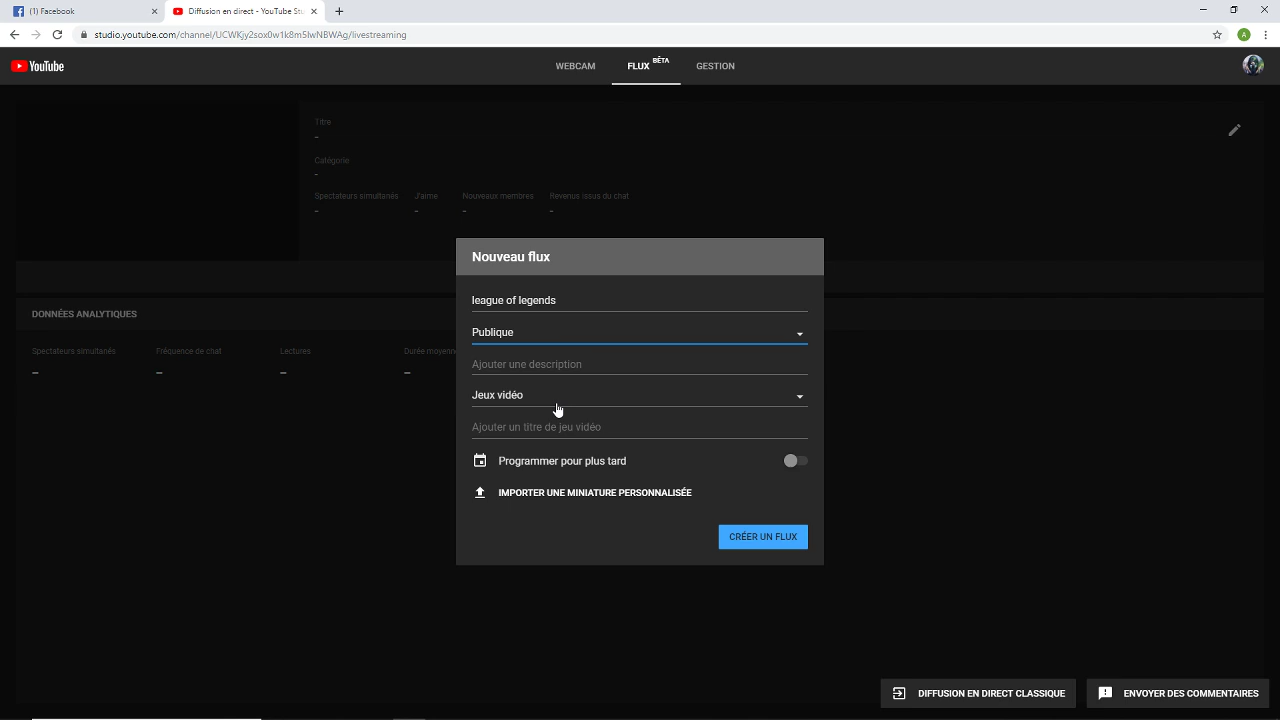 (1) Facebook
Diffusion en direct - YouTube Stu
studio.youtube.com/channel/UCWKjy2sox0w1k8m5lwNBWAg/livestreaming
A
YouTube
WEBCAM
FLUX BÊTA
GESTION
Titre
-
Catégorie
-
Spectateurs simultanés J'aime Nouveaux membres Revenus issus du chat
- - - -
Nouveau flux
league of legends
Publique
Ajouter une description
Jeux vidéo
Ajouter un titre de jeu vidéo
Programmer pour plus tard
IMPORTER UNE MINIATURE PERSONNALISÉE
CRÉER UN FLUX
DONNÉES ANALYTIQUES
Spectateurs simultanés Fréquence de chat Lectures Durée moyenn
– – – –
DIFFUSION EN DIRECT CLASSIQUE
ENVOYER DES COMMENTAIRES